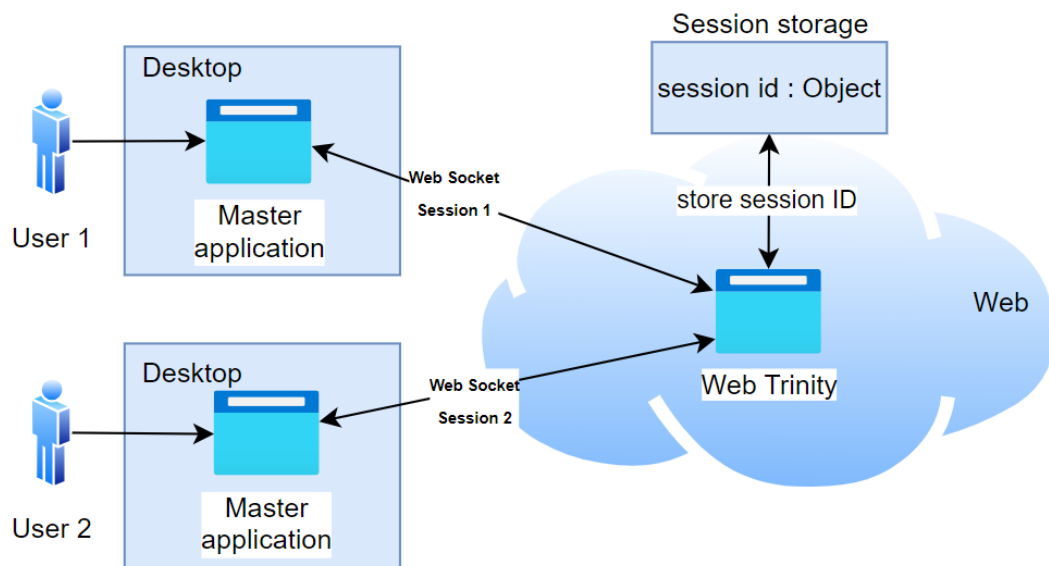 Session storage
session id : Object
Desktop
Master
application
User 1
Web Socket
Session 1
store session ID
Web
Web Trinity
Desktop
Master
application
User 2
Web Socket
Session 2